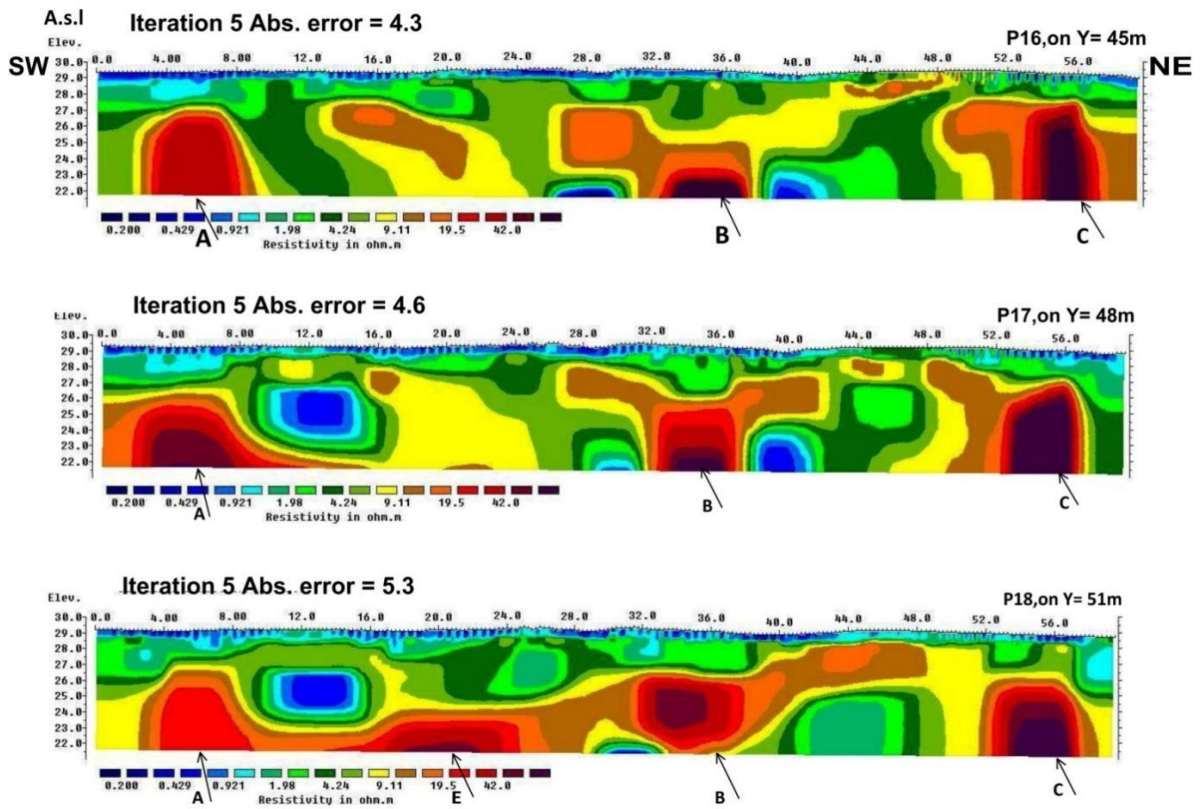 A.s.l
Iteration 5 Abs. error = 4.3
P16,on Y= 45m
Elev.
0.0 4.00 8.00 12.0 16.0 20.0 24.0 28.0 32.0 36.0 40.0 44.0 48.0 52.0 56.0
SW NE
30.0
29.0
28.0
27.0
26.0
25.0
24.0
23.0
22.0
0.200 0.429 0.921 1.98 4.24 9.11 19.5 42.0
Resistivity in ohm.m
A B C
Iteration 5 Abs. error = 4.6
P17,on Y= 48m
Elev.
0.0 4.00 8.00 12.0 16.0 20.0 24.0 28.0 32.0 36.0 40.0 44.0 48.0 52.0 56.0
30.0
29.0
28.0
27.0
26.0
25.0
24.0
23.0
22.0
0.200 0.429 0.921 1.98 4.24 9.11 19.5 42.0
Resistivity in ohm.m
A B C
Iteration 5 Abs. error = 5.3
P18,on Y= 51m
Elev.
0.0 4.00 8.00 12.0 16.0 20.0 24.0 28.0 32.0 36.0 40.0 44.0 48.0 52.0 56.0
30.0
29.0
28.0
27.0
26.0
25.0
24.0
23.0
22.0
0.200 0.429 0.921 1.98 4.24 9.11 19.5 42.0
Resistivity in ohm.m
A E B C